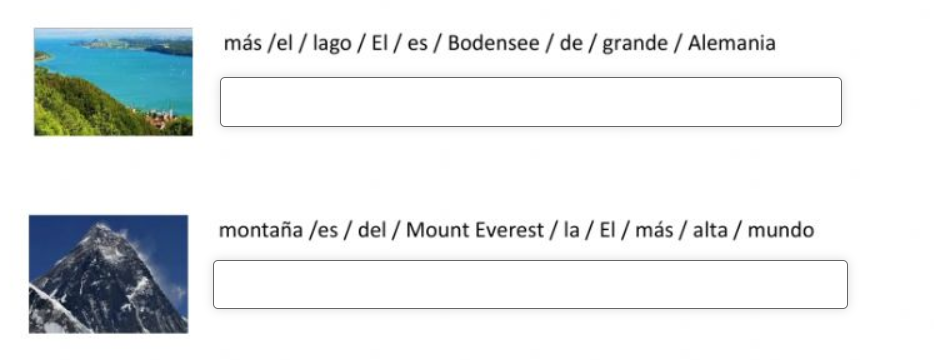 más /el / lago / El / es / Bodensee / de / grande / Alemania
montaña /es / del / Mount Everest / la / El / más / alta / mundo